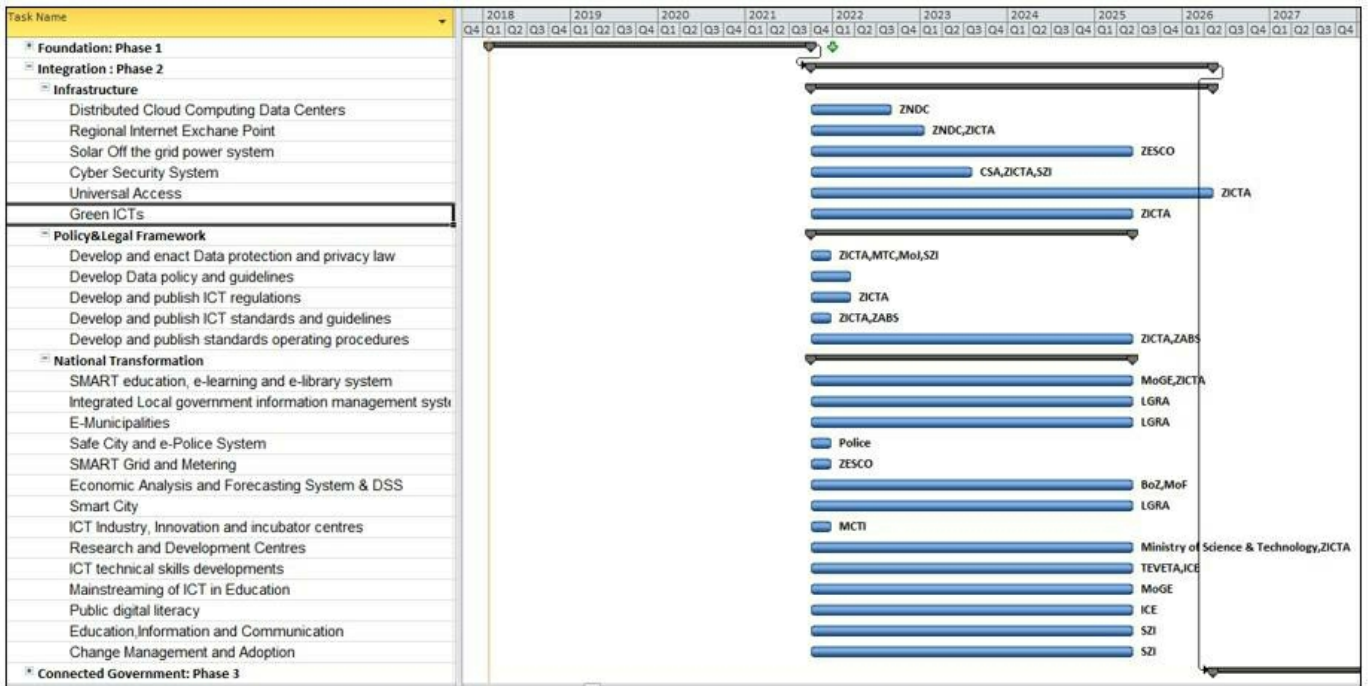 Task Name
2018 2019 2020 2021 2022 2023 2024 2025 2026 2027
Q4 Q1 Q2 Q3 Q4 Q1 Q2 Q3 Q4 Q1 Q2 Q3 Q4 Q1 Q2 Q3 Q4 Q1 Q2 Q3 Q4 Q1 Q2 Q3 Q4 Q1 Q2 Q3 Q4 Q1 Q2 Q3 Q4 Q1 Q2 Q3 Q4 Q1 Q2 Q3 Q4
Foundation: Phase 1
Integration : Phase 2
Infrastructure
Distributed Cloud Computing Data Centers ZNDC
Regional Internet Exchane Point ZNDC,ZICTA
Solar Off the grid power system ZESCO
Cyber Security System CSA,ZICTA,SZI
Universal Access ZICTA
Green ICTs ZICTA
Policy&Legal Framework
Develop and enact Data protection and privacy law ZICTA,MTC,MoJ,SZI
Develop Data policy and guidelines
Develop and publish ICT regulations ZICTA
Develop and publish ICT standards and guidelines ZICTA,ZABS
Develop and publish standards operating procedures ZICTA,ZABS
National Transformation
SMART education, e-learning and e-library system MoGE,ZICTA
Integrated Local government information management syste LGRA
E-Municipalities LGRA
Safe City and e-Police System Police
SMART Grid and Metering ZESCO
Economic Analysis and Forecasting System & DSS BoZ,MoF
Smart City LGRA
ICT Industry, Innovation and incubator centres MCTI
Research and Development Centres Ministry of Science & Technology,ZICTA
ICT technical skills developments TEVETA,ICE
Mainstreaming of ICT in Education MoGE
Public digital literacy ICE
Education,Information and Communication SZI
Change Management and Adoption SZI
Connected Government: Phase 3